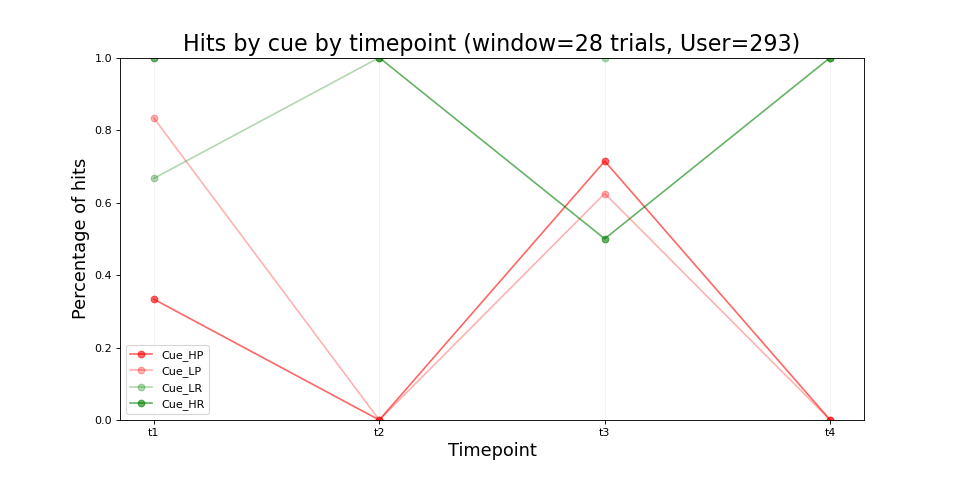 Hits by cue by timepoint (window=28 trials, User=293)
Percentage of hits
1.0
0.8
0.6
0.4
0.2
0.0
Cue_HP
Cue_LP
Cue_LR
Cue_HR
t1 t2 t3 t4
Timepoint